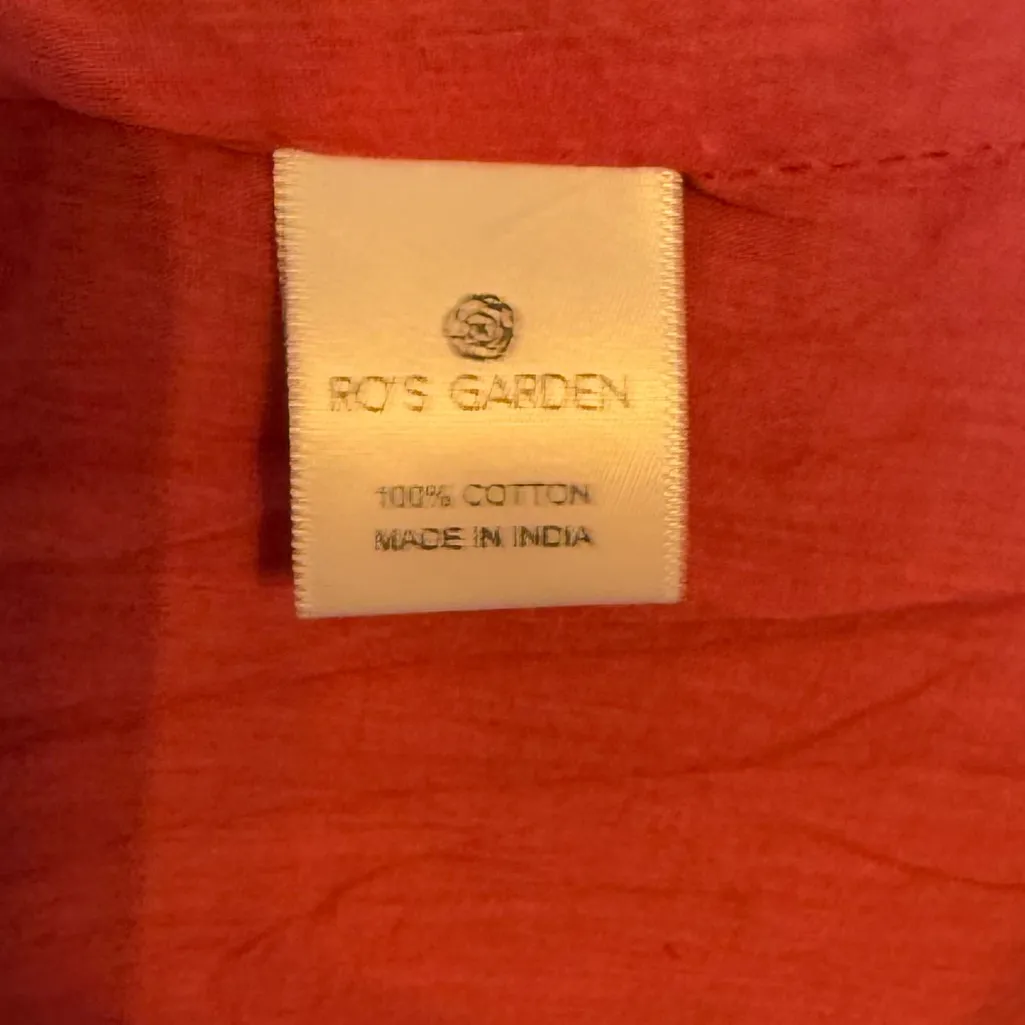 RO'S GARDEN
100% COTTON
MADE IN INDIA